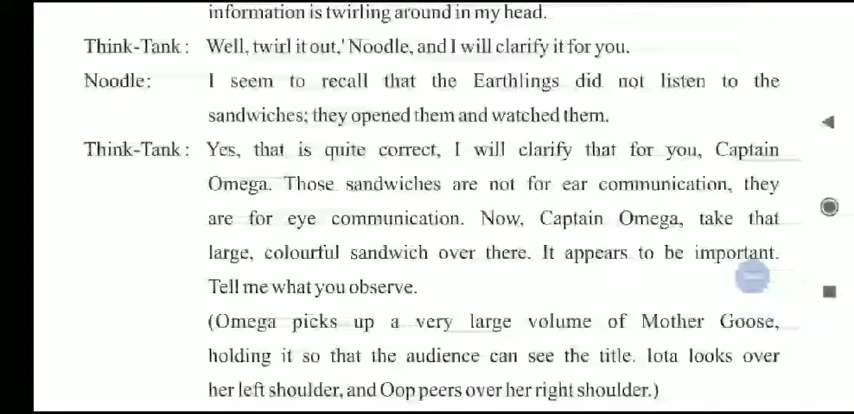 information is twirling around in my head.
Think-Tank: Well, twirl it out,' Noodle, and I will clarify it for you.
Noodle: I seem to recall that the Earthlings did not listen to the
sandwiches; they opened them and watched them.
Think-Tank: Yes, that is quite correct, I will clarify that for you, Captain
Omega. Those sandwiches are not for ear communication, they
are for eye communication. Now, Captain Omega, take that
large, colourful sandwich over there. It appears to be important.
Tell me what you observe.
(Omega picks up a very large volume of Mother Goose,
holding it so that the audience can see the title. Iota looks over
her left shoulder, and Oop peers over her right shoulder.)